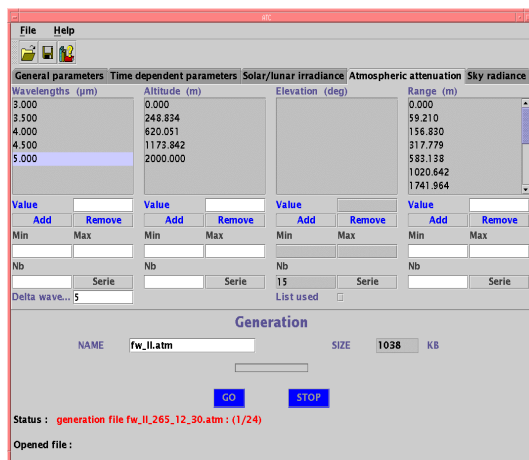 ATC
File Help
General parameters Time dependent parameters Solar/lunar irradiance Atmospheric attenuation Sky radiance
Wavelengths (µm) Altitude (m) Elevation (deg) Range (m)
3.000 0.000 0.000
3.500 248.834 59.210
4.000 620.051 156.830
4.500 1173.842 317.779
5.000 2000.000 583.138
1020.642
1741.964
Value Value Value Value
Add Remove Add Remove Add Remove Add Remove
Min Max Min Max Min Max Min Max
Nb Nb Nb Nb
Serie Serie 15 Serie Serie
Delta wave... 5 List used
Generation
NAME fw_II.atm SIZE 1038 KB
GO STOP
Status : generation file fw_II_265_12_30.atm : (1/24)
Opened file :